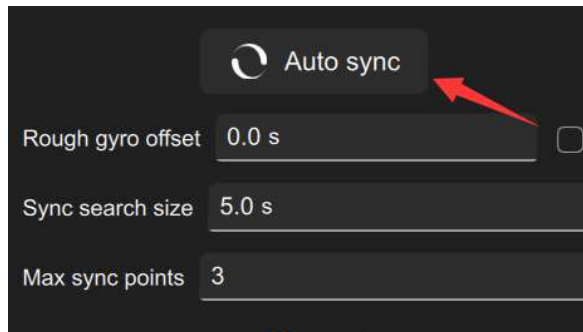 Auto sync
Rough gyro offset 0.0 s
Sync search size 5.0 s
Max sync points 3